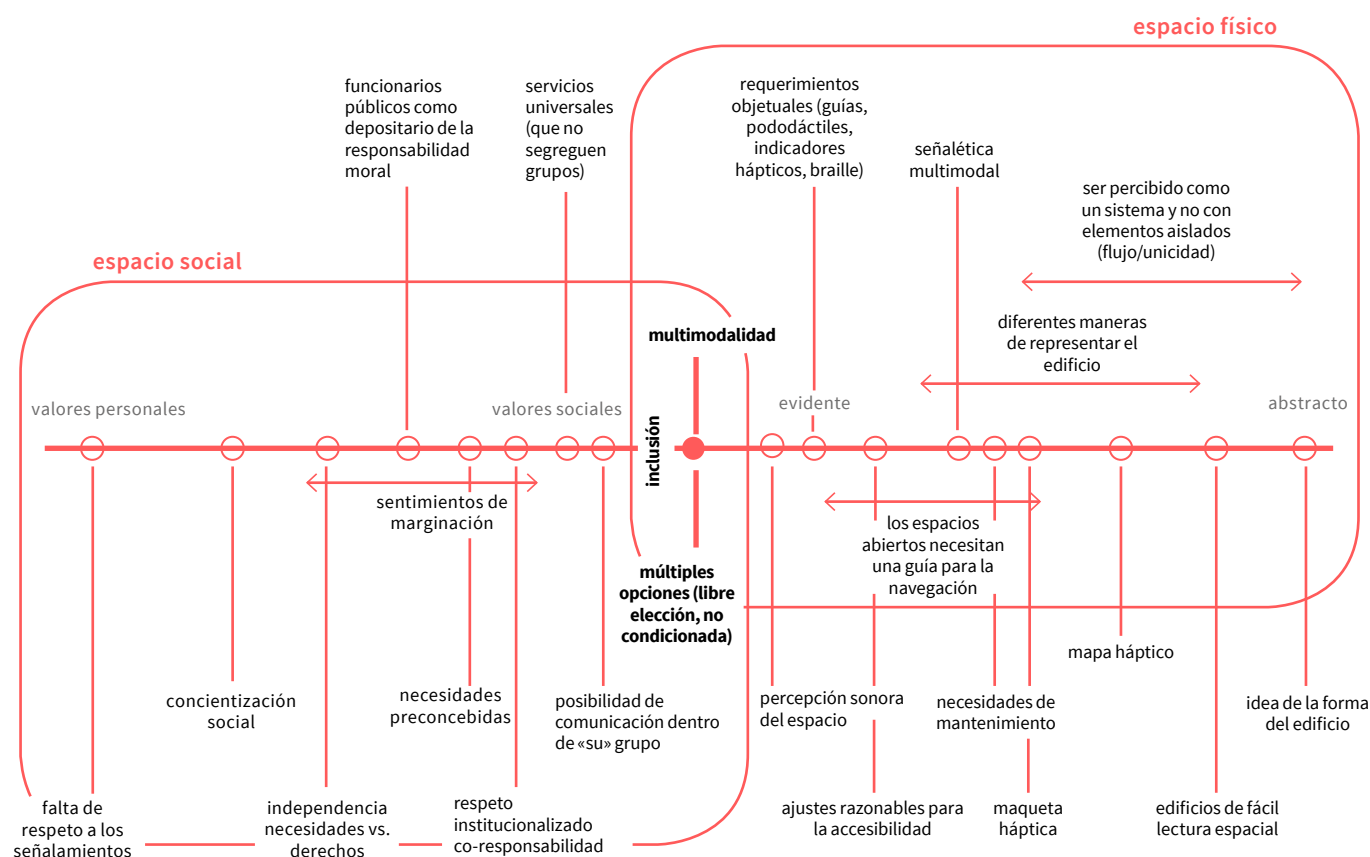 espacio físico
funcionarios
públicos como
depositario de la
responsabilidad
moral
servicios
universales
(que no
segreguen
grupos)
requerimientos
objetuales (guías,
pododáctiles,
indicadores
hápticos, braille)
señalética
multimodal
ser percibido como
un sistema y no con
elementos aislados
(flujo/unicidad)
espacio social
multimodalidad
diferentes maneras
de representar el
edificio
valores personales
valores sociales
inclusión
evidente
abstracto
sentimientos de
marginación
los espacios
abiertos necesitan
una guía para la
navegación
múltiples
opciones (libre
elección, no
condicionada)
concientización
social
necesidades
preconcebidas
posibilidad de
comunicación dentro
de «su» grupo
percepción sonora
del espacio
necesidades de
mantenimiento
mapa háptico
idea de la forma
del edificio
falta de
respeto a los
señalamientos
independencia
necesidades vs.
derechos
respeto
institucionalizado
co-responsabilidad
ajustes razonables para
la accesibilidad
maqueta
háptica
edificios de fácil
lectura espacial